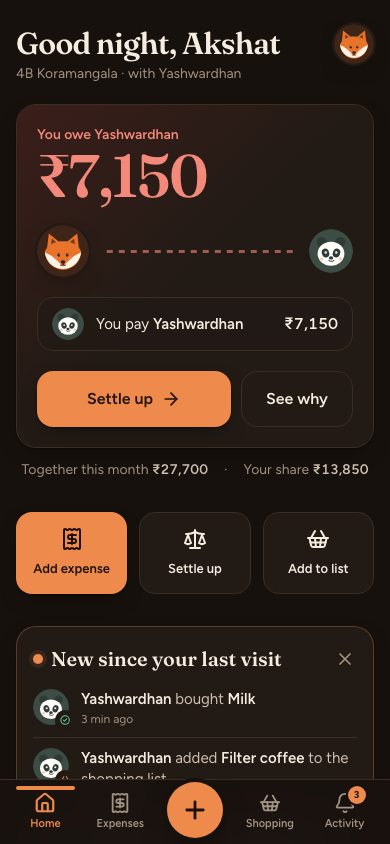 Good night, Akshat
4B Koramangala · with Yashwardhan
You owe Yashwardhan
₹7,150
You pay Yashwardhan ₹7,150
Settle up → See why
Together this month ₹27,700 · Your share ₹13,850
Add expense Settle up Add to list
New since your last visit
Yashwardhan bought Milk
3 min ago
Yashwardhan added Filter coffee to the
shopping list
3
Home Expenses Shopping Activity